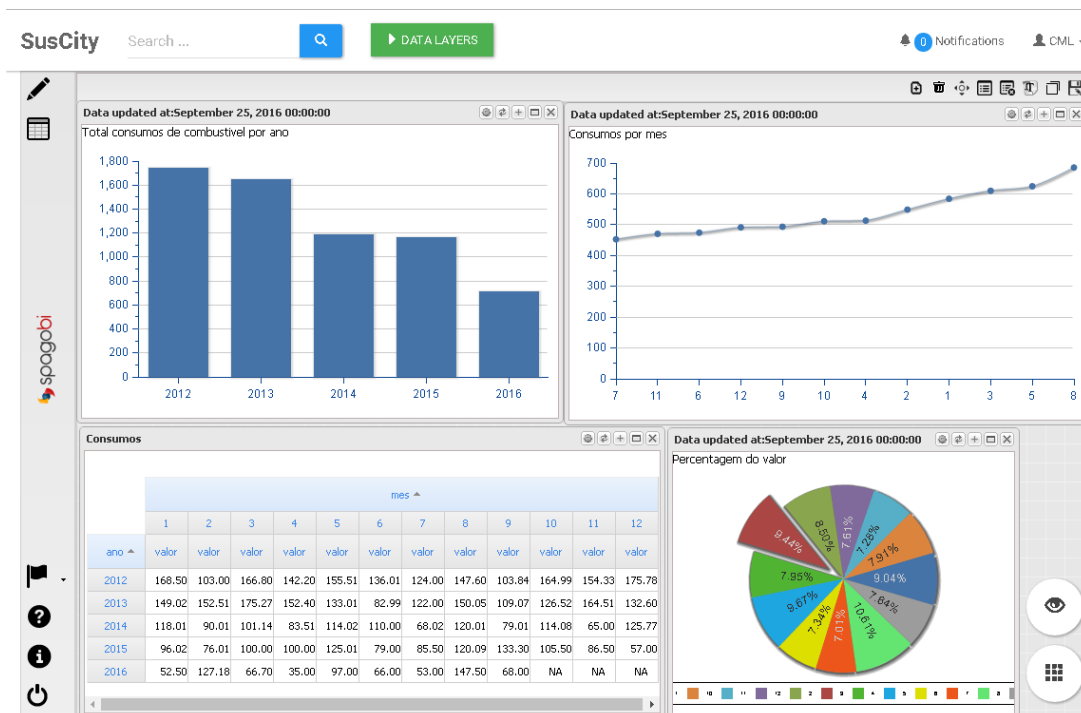 SusCity
Search ...
DATA LAYERS
0 Notifications
CML
Data updated at:September 25, 2016 00:00:00
Total consumos de combustivel por ano
1,800
1,600
1,400
1,200
1,000
800
600
400
200
0
2012 2013 2014 2015 2016
Data updated at:September 25, 2016 00:00:00
Consumos por mes
700
600
500
400
300
200
100
0
7 11 6 12 9 10 4 2 1 3 5 8
spagobi
Consumos
mes
1 2 3 4 5 6 7 8 9 10 11 12
ano valor valor valor valor valor valor valor valor valor valor valor valor
2012 168.50 103.00 166.80 142.20 155.51 136.01 124.00 147.60 103.84 164.99 154.33 175.78
2013 149.02 152.51 175.27 152.40 133.01 82.99 122.00 150.05 109.07 126.52 164.51 132.60
2014 118.01 90.01 101.14 83.51 114.02 110.00 68.02 120.01 79.01 114.08 65.00 125.77
2015 96.02 76.01 100.00 100.00 125.01 79.00 85.50 120.09 133.30 105.50 86.50 57.00
2016 52.50 127.18 66.70 35.00 97.00 66.00 53.00 147.50 68.00 NA NA NA
Data updated at:September 25, 2016 00:00:00
Percentagem do valor
9.44%
8.50%
7.61%
7.28%
7.91%
9.04%
7.64%
10.61%
7.01%
7.34%
9.67%
7.95%
1 10 11 12 2 3 4 5 6 7 8